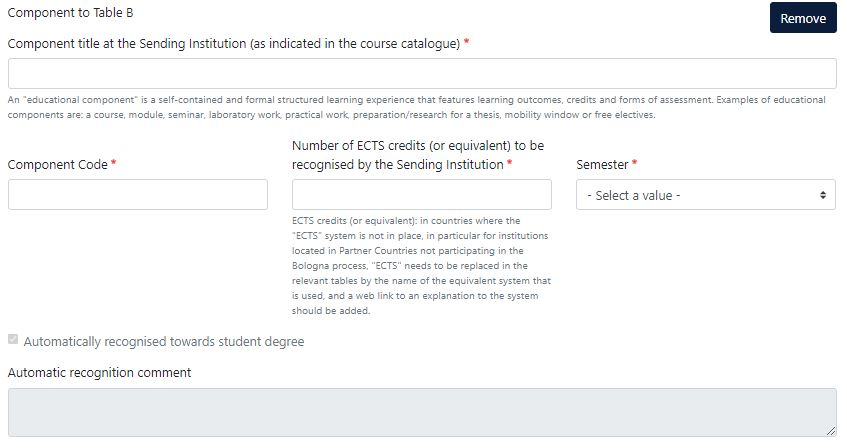 Component to Table B
Remove
Component title at the Sending Institution (as indicated in the course catalogue) *
An "educational component" is a self-contained and formal structured learning experience that features learning outcomes, credits and forms of assessment. Examples of educational
components are: a course, module, seminar, laboratory work, practical work, preparation/research for a thesis, mobility window or free electives.
Component Code *
Number of ECTS credits (or equivalent) to be
recognised by the Sending Institution *
Semester *
- Select a value -
ECTS credits (or equivalent): in countries where the
"ECTS" system is not in place, in particular for institutions
located in Partner Countries not participating in the
Bologna process, "ECTS" needs to be replaced in the
relevant tables by the name of the equivalent system that
is used, and a web link to an explanation to the system
should be added.
Automatically recognised towards student degree
Automatic recognition comment